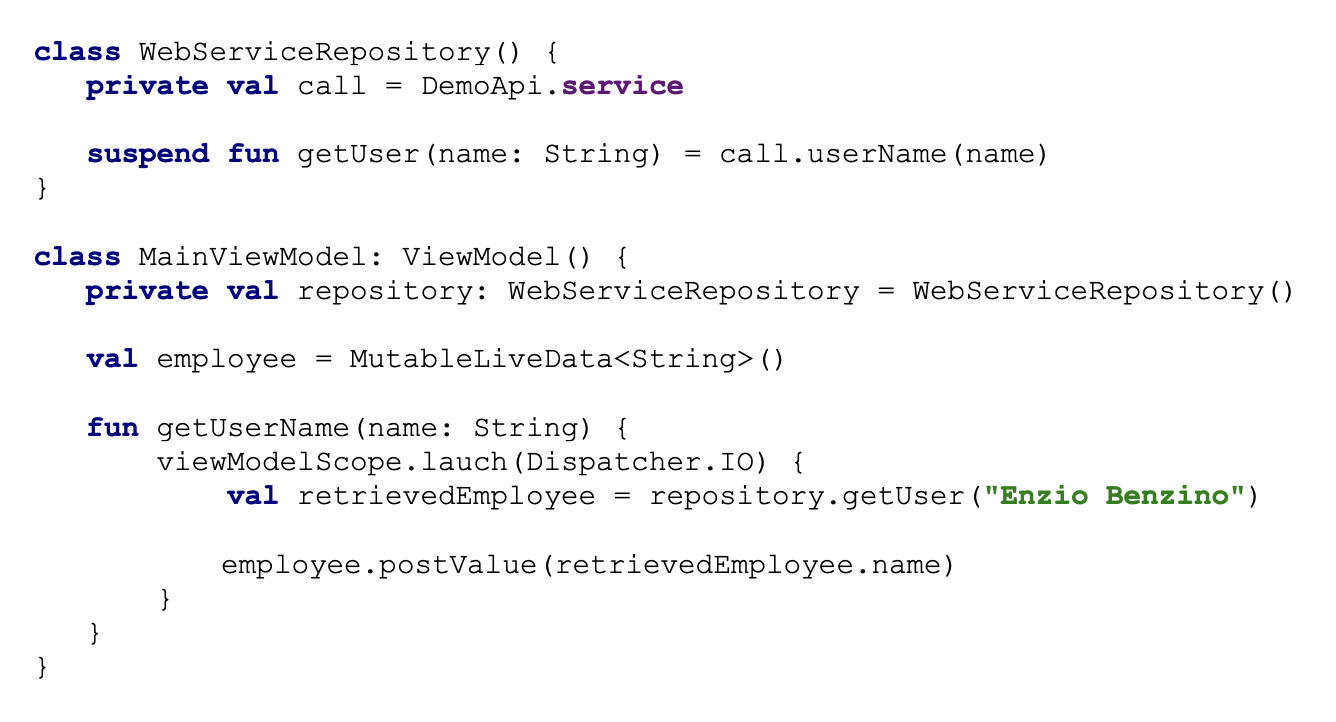 class WebServiceRepository() {
private val call = DemoApi.service
suspend fun getUser(name: String) = call.userName(name)
}
class MainViewModel: ViewModel() {
private val repository: WebServiceRepository = WebServiceRepository()
val employee = MutableLiveData<String>()
fun getUserName(name: String) {
viewModelScope.lauch(Dispatcher.IO) {
val retrievedEmployee = repository.getUser("Enzio Benzino")
employee.postValue(retrievedEmployee.name)
}
}
}